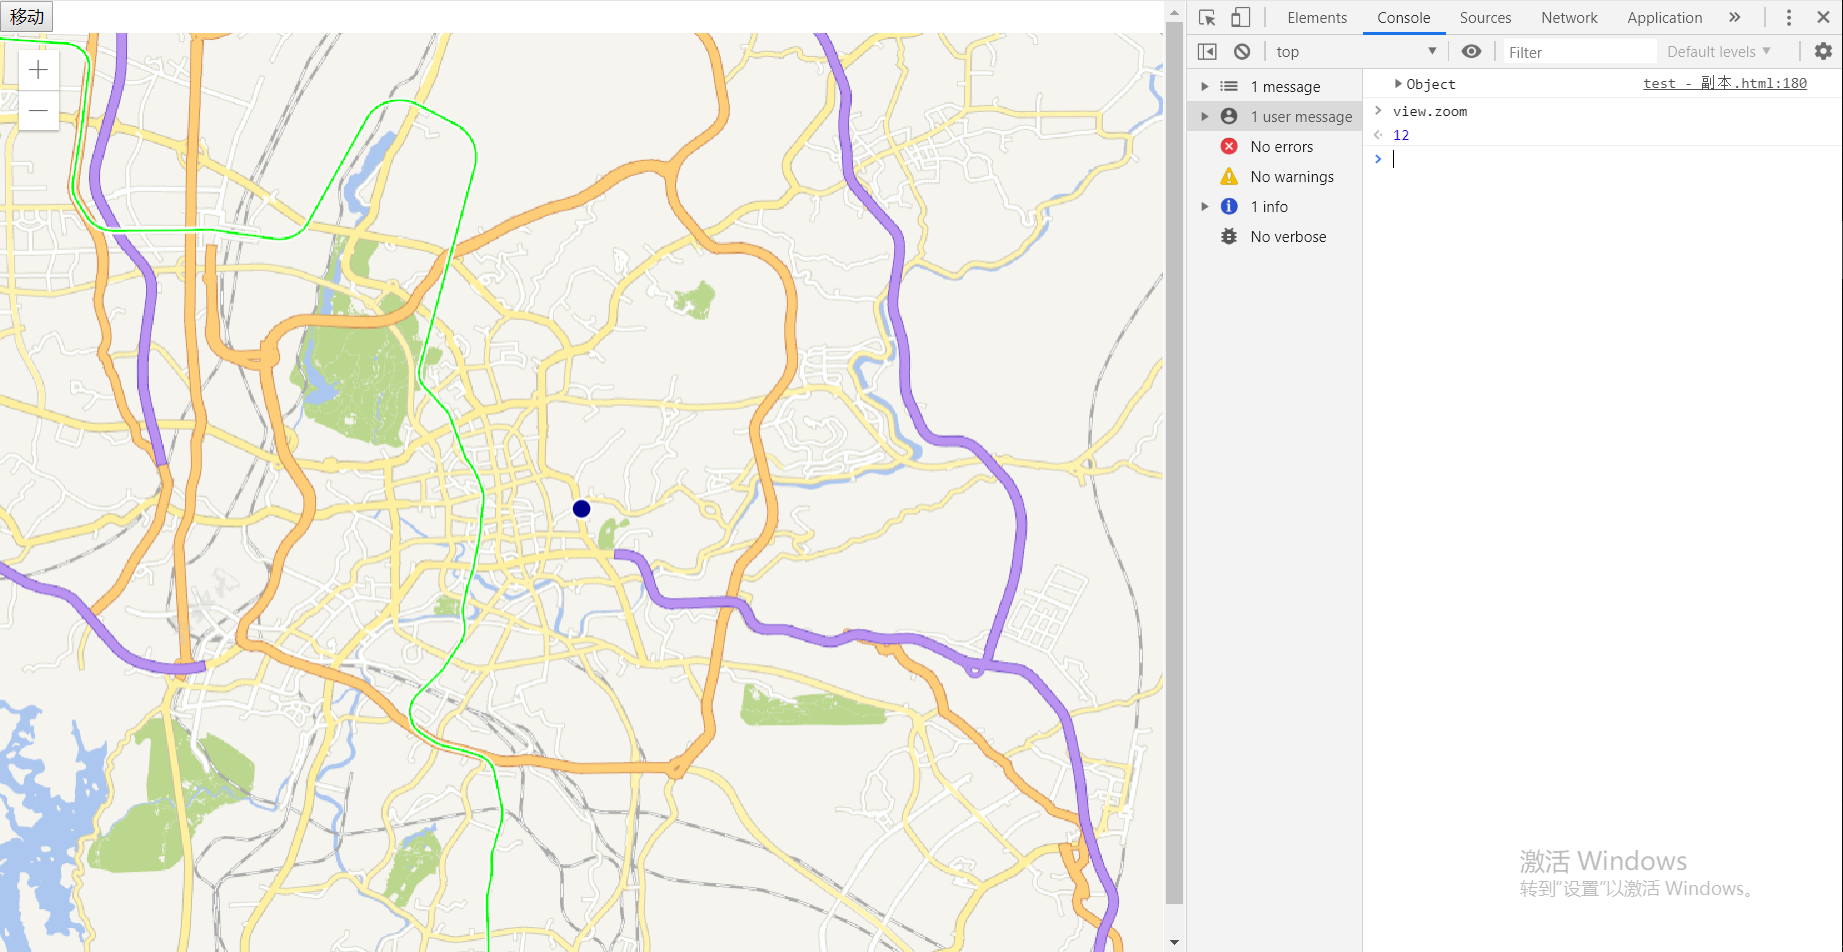 移动
Elements
Console
Sources
Network
Application
»
top
Filter
Default levels
1 message
1 user message
No errors
No warnings
1 info
No verbose
Object
test - 副本.html:180
view.zoom
12
激活 Windows
转到"设置"以激活 Windows。